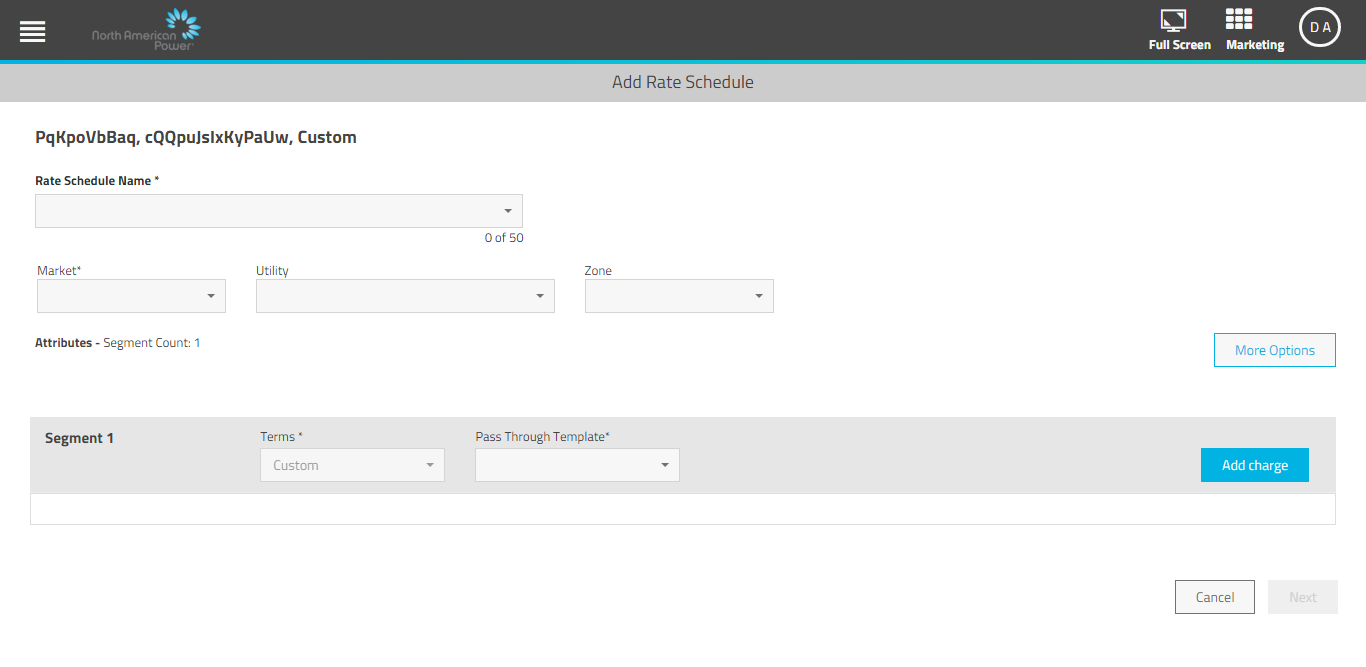 North American
Power
Full Screen
Marketing
D A
Add Rate Schedule
PqKpoVbBaq, cQQpuJsIxKyPaUw, Custom
Rate Schedule Name *
0 of 50
Market*
Utility
Zone
Attributes - Segment Count: 1
More Options
Segment 1
Terms *
Pass Through Template*
Custom
Add charge
Cancel
Next